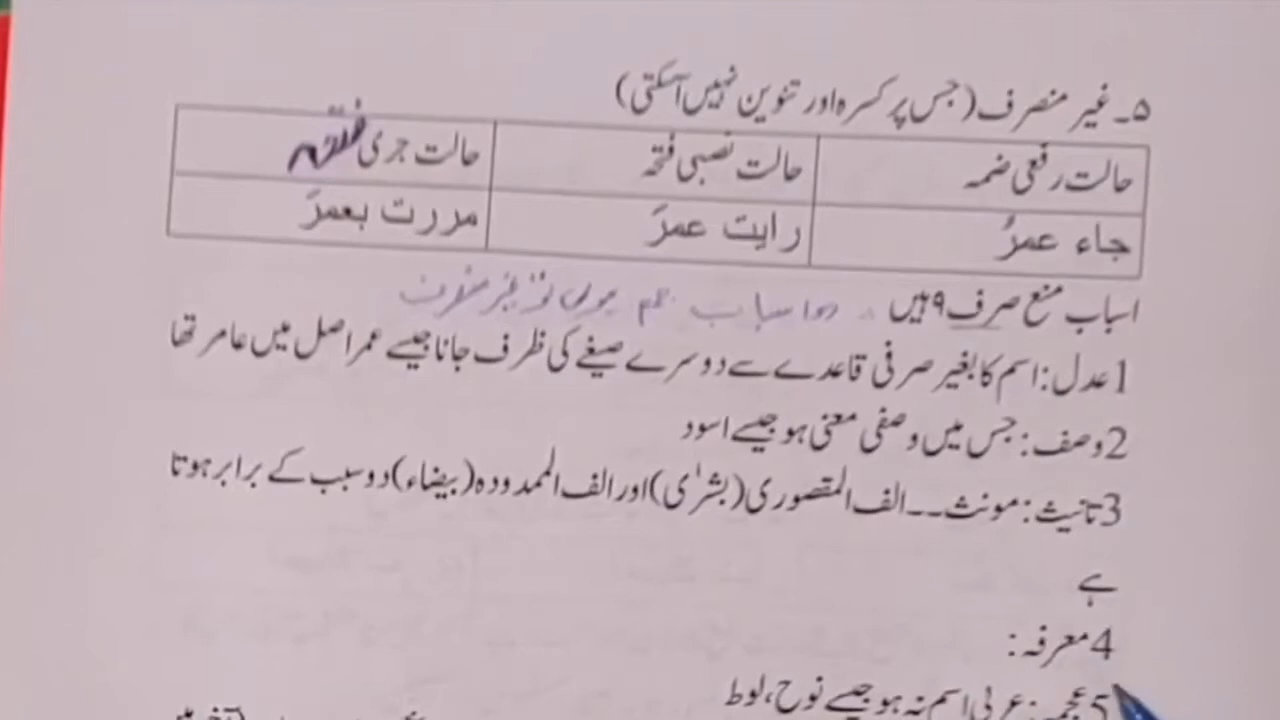 ۵۔ غیر منصرف (جس پر کسرہ اور تنوین نہیں آسکتی)
حالت رفعی ضمہ حالت نصبی فتحہ حالت جری فتحہ
جاء عمرُ رایت عمرَ مررت بعمرَ
اسباب منع صرف ۹ ہیں
1 عدل: اسم کا بغیر صرفی قاعدے سے دوسرے صیغے کی ظرف جانا جیسے عمر اصل میں عامر تھا
2 وصف: جس میں وصفی معنی ہو جیسے اسود
3 تانیث: مونث۔۔ الف المقصوری (بشرٰی) اور الف الممدودہ (بیضاء) دو سبب کے برابر ہوتا
ہے
4 معرفہ:
5 عجمہ: عربی اسم نہ ہو جیسے نوح، لوط